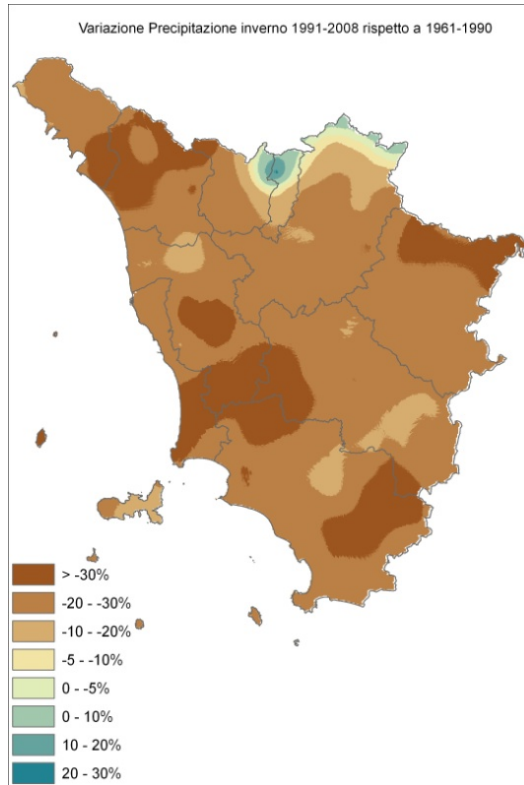 Variazione Precipitazione inverno 1991-2008 rispetto a 1961-1990
> -30%
-20 - -30%
-10 - -20%
-5 - -10%
0 - -5%
0 - 10%
10 - 20%
20 - 30%